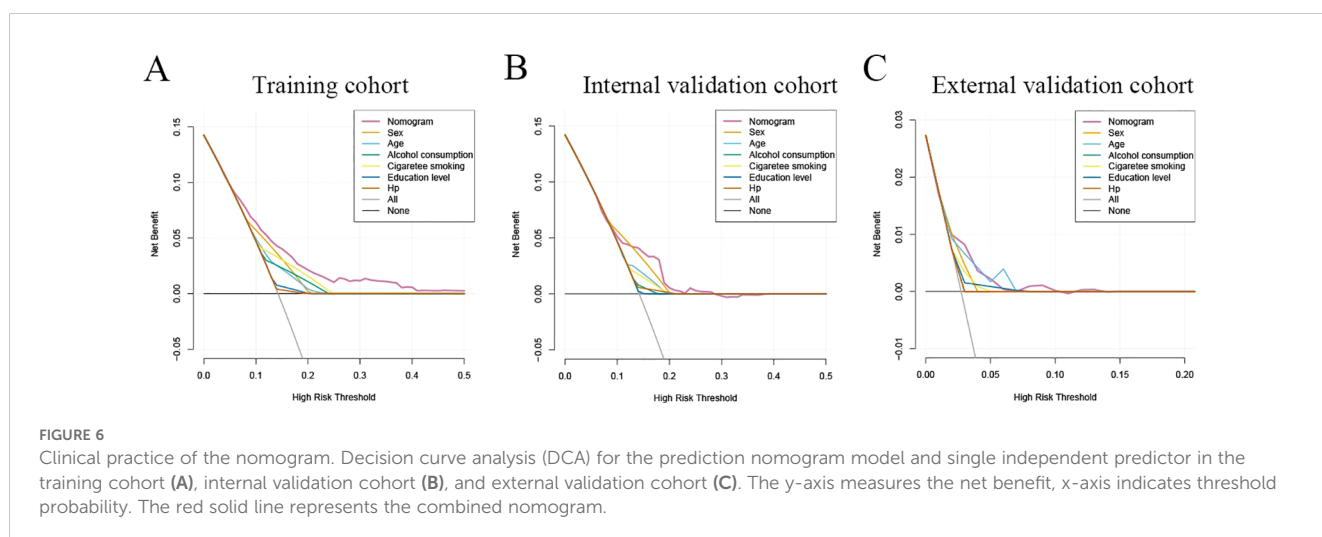 A
Training cohort
Net Benefit
0.15
0.10
0.05
0.00
−0.05
Nomogram
Sex
Age
Alcohol consumption
Cigaretee smoking
Education level
Hp
All
None
0.0 0.1 0.2 0.3 0.4 0.5
High Risk Threshold
B
Internal validation cohort
Net Benefit
0.15
0.10
0.05
0.00
−0.05
Nomogram
Sex
Age
Alcohol consumption
Cigaretee smoking
Education level
Hp
All
None
0.0 0.1 0.2 0.3 0.4 0.5
High Risk Threshold
C
External validation cohort
Net Benefit
0.03
0.02
0.01
0.00
−0.01
Nomogram
Sex
Age
Alcohol consumption
Cigaretee smoking
Education level
Hp
All
None
0.00 0.05 0.10 0.15 0.20
High Risk Threshold
FIGURE 6
Clinical practice of the nomogram. Decision curve analysis (DCA) for the prediction nomogram model and single independent predictor in the
training cohort (A), internal validation cohort (B), and external validation cohort (C). The y-axis measures the net benefit, x-axis indicates threshold
probability. The red solid line represents the combined nomogram.